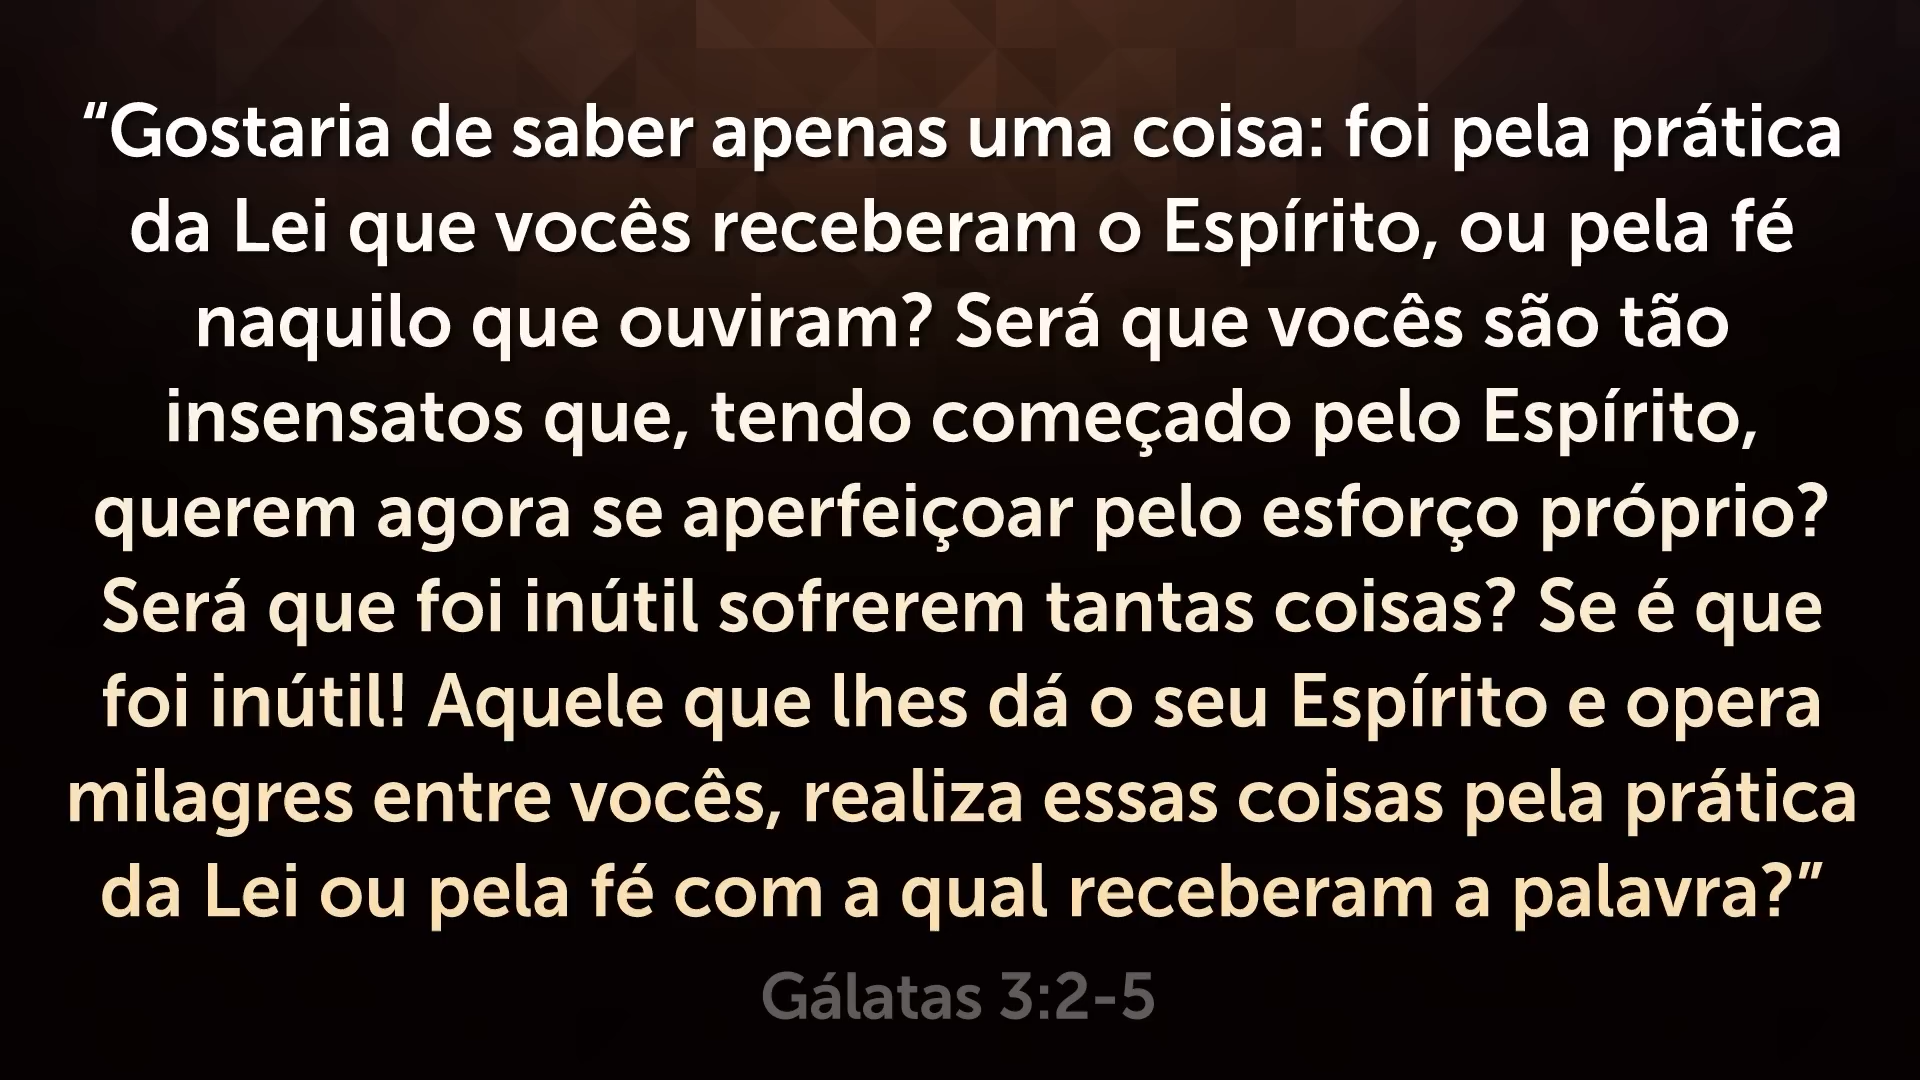 “Gostaria de saber apenas uma coisa: foi pela prática
da Lei que vocês receberam o Espírito, ou pela fé
naquilo que ouviram? Será que vocês são tão
insensatos que, tendo começado pelo Espírito,
querem agora se aperfeiçoar pelo esforço próprio?
Será que foi inútil sofrerem tantas coisas? Se é que
foi inútil! Aquele que lhes dá o seu Espírito e opera
milagres entre vocês, realiza essas coisas pela prática
da Lei ou pela fé com a qual receberam a palavra?”
Gálatas 3:2-5